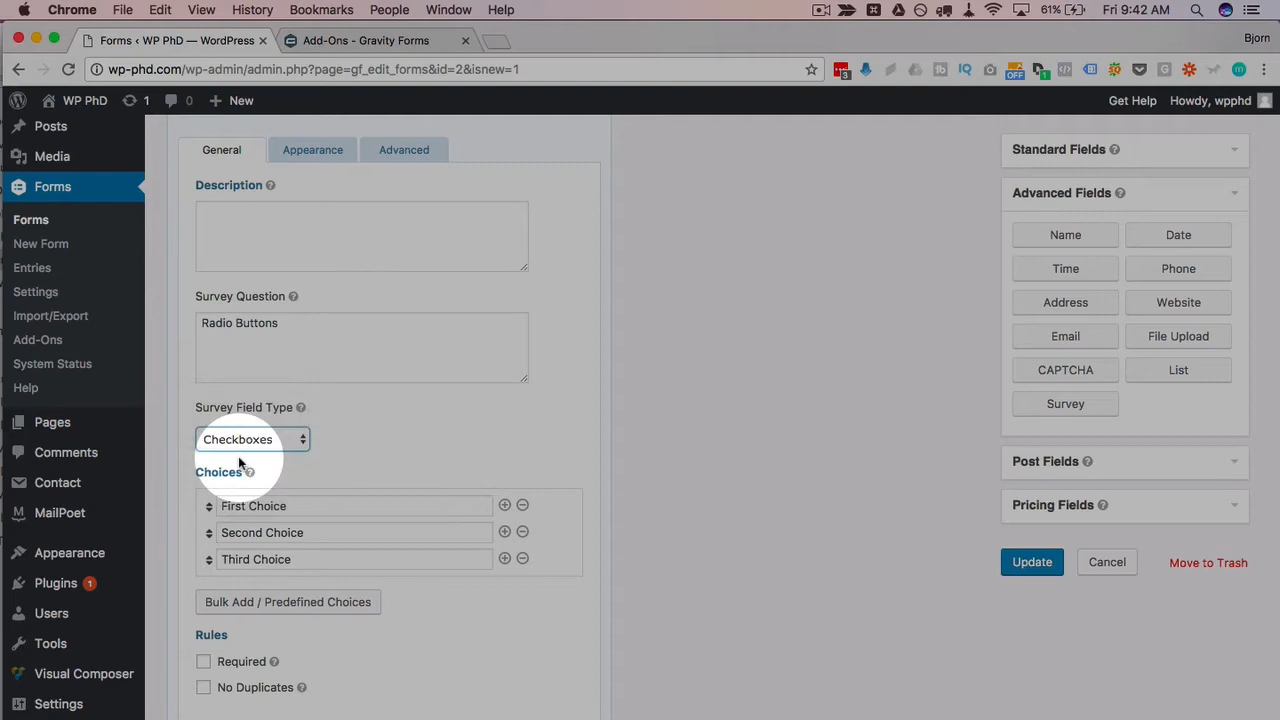 Chrome File Edit View History Bookmarks People Window Help 61% Fri 9:42 AM
Forms ‹ WP PhD — WordPress × Add-Ons - Gravity Forms × Bjorn
wp-phd.com/wp-admin/admin.php?page=gf_edit_forms&id=2&isnew=1
3 OFF 1
WP PhD 1 0 + New Get Help Howdy, wpphd
Posts
Media
Forms
Forms
New Form
Entries
Settings
Import/Export
Add-Ons
System Status
Help
Pages
Comments
Contact
MailPoet
Appearance
Plugins 1
Users
Tools
Visual Composer
Settings
General Appearance Advanced
Description ?
Survey Question ?
Radio Buttons
Survey Field Type ?
Checkboxes
Choices ?
First Choice
Second Choice
Third Choice
Bulk Add / Predefined Choices
Rules
Required ?
No Duplicates ?
Standard Fields ?
Advanced Fields ?
Name Date
Time Phone
Address Website
Email File Upload
CAPTCHA List
Survey
Post Fields ?
Pricing Fields ?
Update Cancel Move to Trash